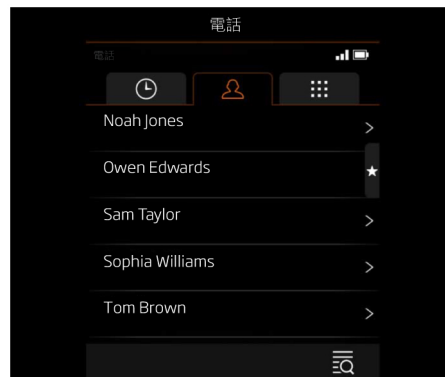 電話
電話
Noah Jones
Owen Edwards
Sam Taylor
Sophia Williams
Tom Brown